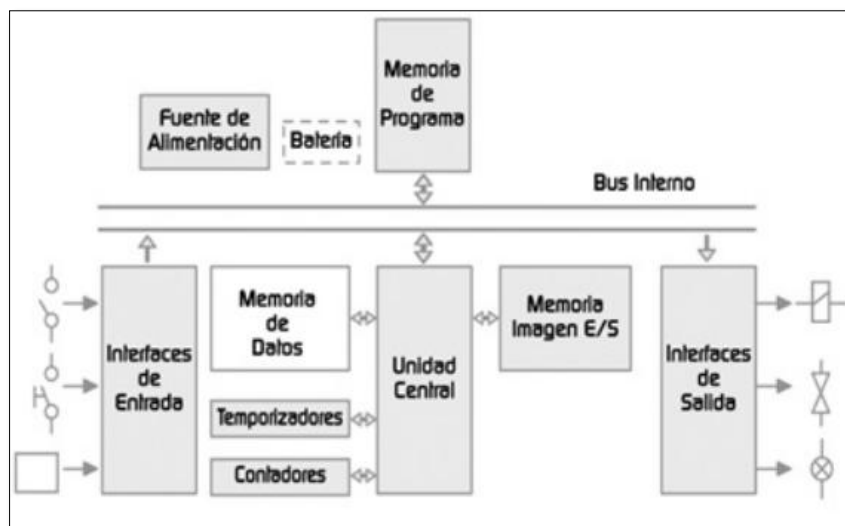 Memoria
de
Programa
Fuente de
Alimentación
Batería
Bus Interno
Interfaces
de
Entrada
Memoria
de
Datos
Temporizadores
Contadores
Unidad
Central
Memoria
Imagen E/S
Interfaces
de
Salida